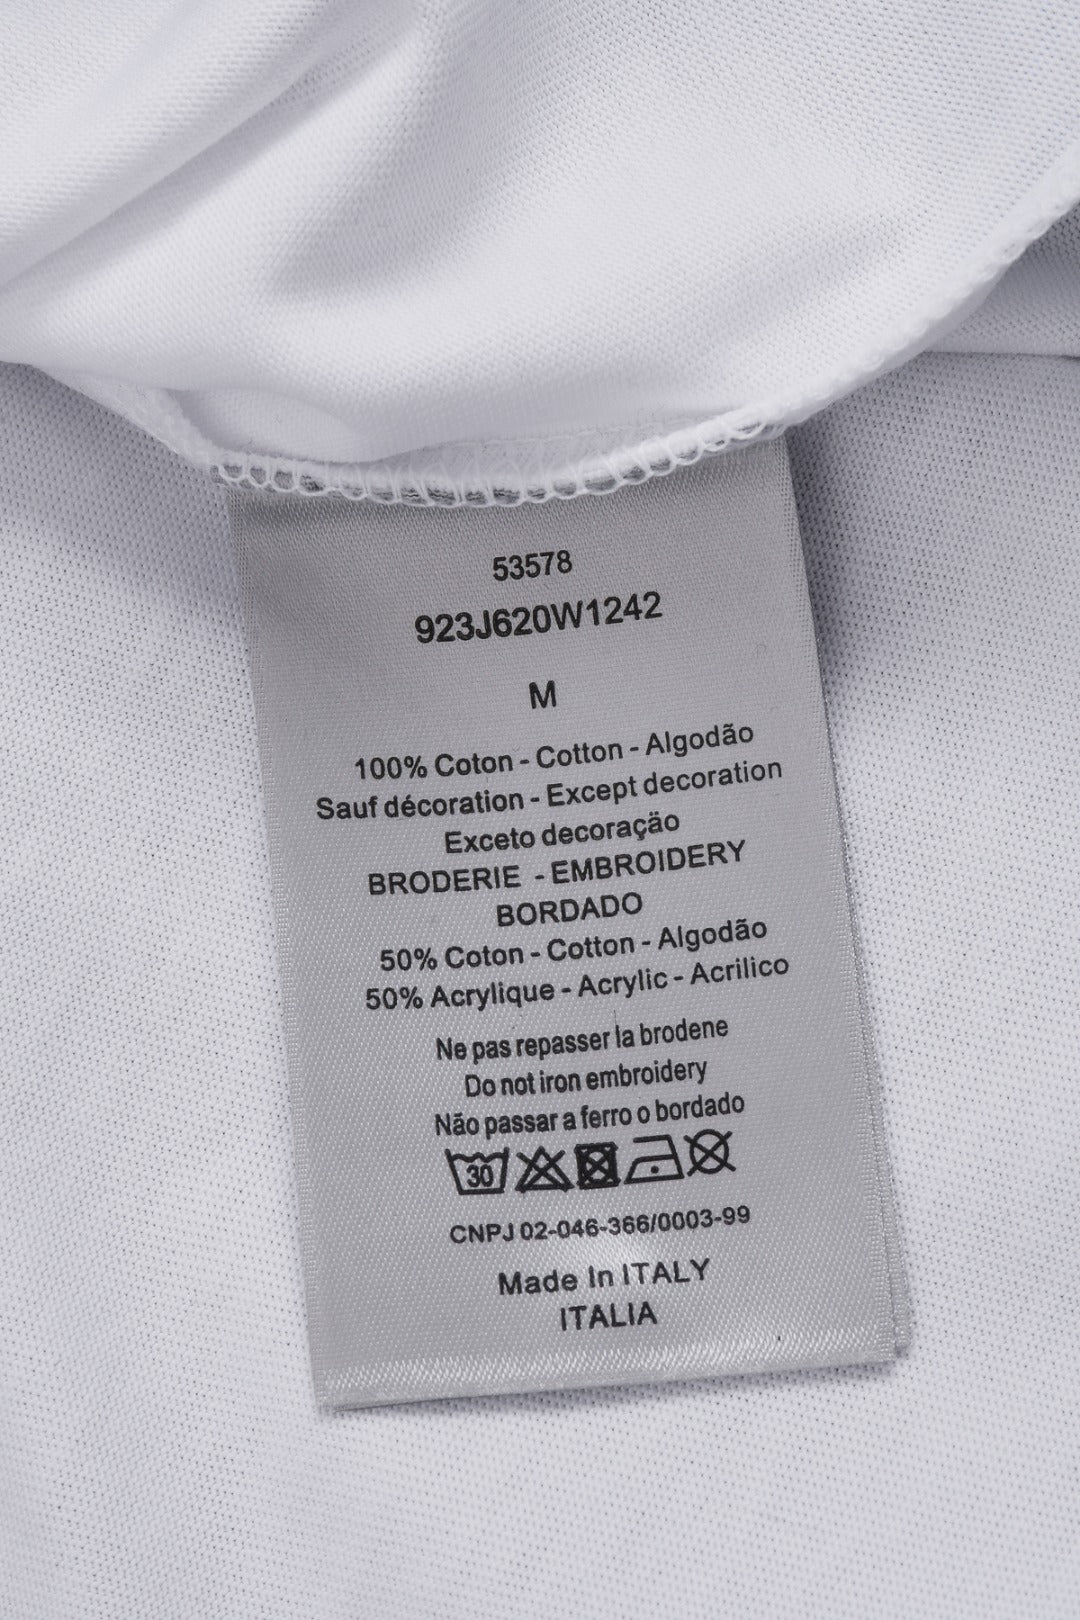 53578
923J620W1242
M
100% Coton - Cotton - Algodão
Sauf décoration - Except decoration
Exceto decoraçäo
BRODERIE - EMBROIDERY
BORDADO
50% Coton - Cotton - Algodão
50% Acrylique - Acrylic - Acrilico
Ne pas repasser la brodene
Do not iron embroidery
Não passar a ferro o bordado
30
CNPJ 02-046-366/0003-99
Made In ITALY
ITALIA